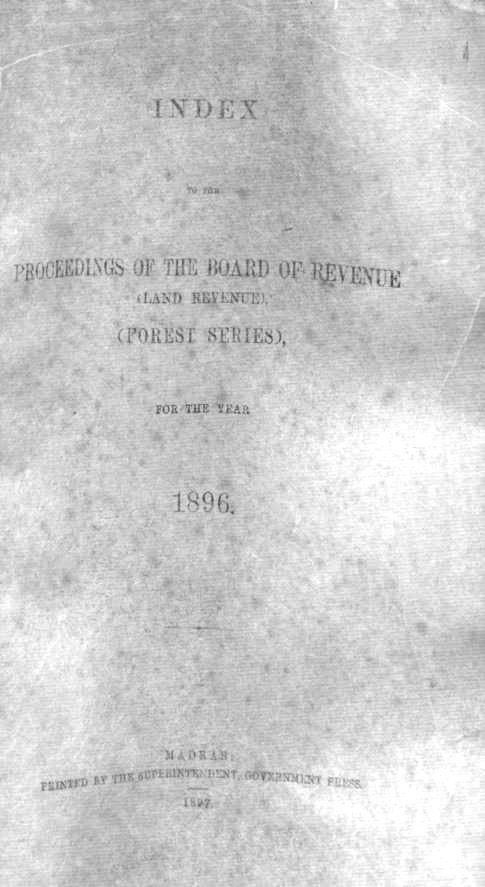 INDEX
TO THE
PROCEEDINGS OF THE BOARD OF REVENUE
(LAND REVENUE),
(FOREST SERIES),
FOR THE YEAR
1896.
MADRAS:
PRINTED BY THE SUPERINTENDENT, GOVERNMENT PRESS.
1897.